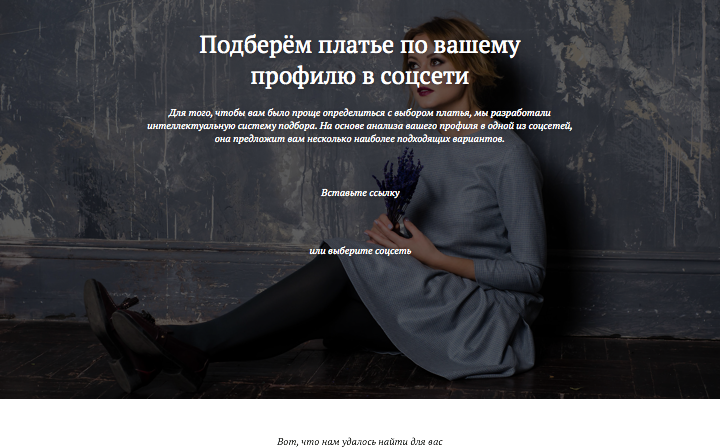 Подберём платье по вашему
профилю в соцсети
Для того, чтобы вам было проще определиться с выбором платья, мы разработали
интеллектуальную систему подбора. На основе анализа вашего профиля в одной из соцсетей,
она предложит вам несколько наиболее подходящих вариантов.
Вставьте ссылку
или выберите соцсеть
Вот, что нам удалось найти для вас